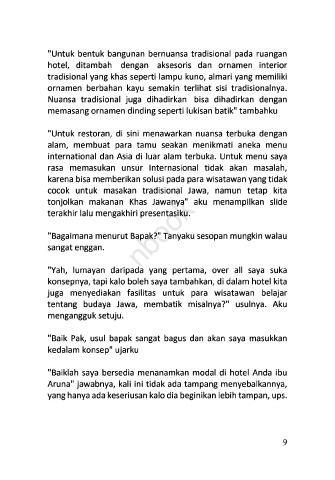 "Untuk bentuk bangunan bernuansa tradisional pada ruangan
hotel, ditambah dengan aksesoris dan ornamen interior
tradisional yang khas seperti lampu kuno, almari yang memiliki
ornamen berbahan kayu semakin terlihat sisi tradisionalnya.
Nuansa tradisional juga dihadirkan bisa dihadirkan dengan
memasang ornamen dinding seperti lukisan batik" tambahku
"Untuk restoran, di sini menawarkan nuansa terbuka dengan
alam, membuat para tamu seakan menikmati aneka menu
international dan Asia di luar alam terbuka. Untuk menu saya
rasa memasukan unsur Internasional tidak akan masalah,
karena bisa memberikan solusi pada para wisatawan yang tidak
cocok untuk masakan tradisional Jawa, namun tetap kita
tonjolkan makanan Khas Jawanya" aku menampilkan slide
terakhir lalu mengakhiri presentasiku.
"Bagaimana menurut Bapak?" Tanyaku sesopan mungkin walau
sangat enggan.
"Yah, lumayan daripada yang pertama, over all saya suka
konsepnya, tapi kalo boleh saya tambahkan, di dalam hotel kita
juga menyediakan fasilitas untuk para wisatawan belajar
tentang budaya Jawa, membatik misalnya?" usulnya. Aku
mengangguk setuju.
"Baik Pak, usul bapak sangat bagus dan akan saya masukkan
kedalam konsep" ujarku
"Baiklah saya bersedia menanamkan modal di hotel Anda ibu
Aruna" jawabnya, kali ini tidak ada tampang menyebalkannya,
yang hanya ada keseriusan kalo dia beginikan lebih tampan, ups.
9